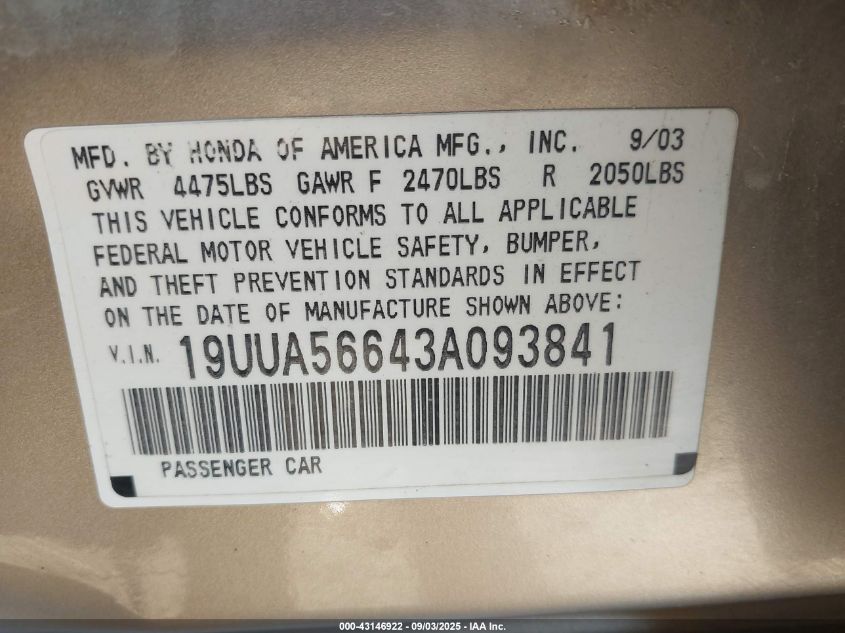 MFD. BY HONDA OF AMERICA MFG., INC. 9/03
GVWR 4475LBS GAWR F 2470LBS R 2050LBS
THIS VEHICLE CONFORMS TO ALL APPLICABLE
FEDERAL MOTOR VEHICLE SAFETY, BUMPER,
AND THEFT PREVENTION STANDARDS IN EFFECT
ON THE DATE OF MANUFACTURE SHOWN ABOVE:
V.I.N. 19UUA56643A093841
PASSENGER CAR
000-43146922 - 09/03/2025 - IAA Inc.